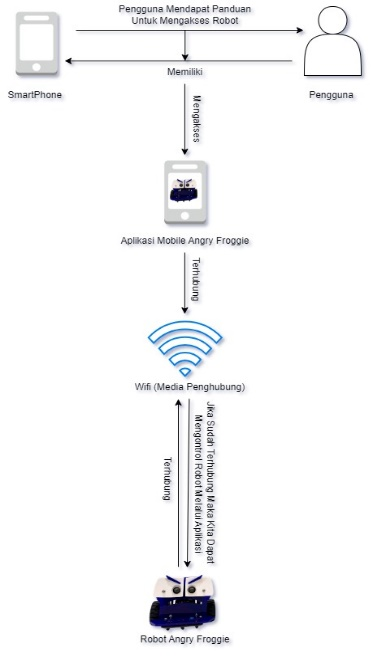 Pengguna Mendapat Panduan
Untuk Mengakses Robot
Memiliki
SmartPhone
Pengguna
Mengakses
Aplikasi Mobile Angry Froggie
Terhubung
Wifi (Media Penghubung)
Terhubung
Jika Sudah Terhubung Maka Kita Dapat
Mengontrol Robot Melalui Aplikasi
Robot Angry Froggie